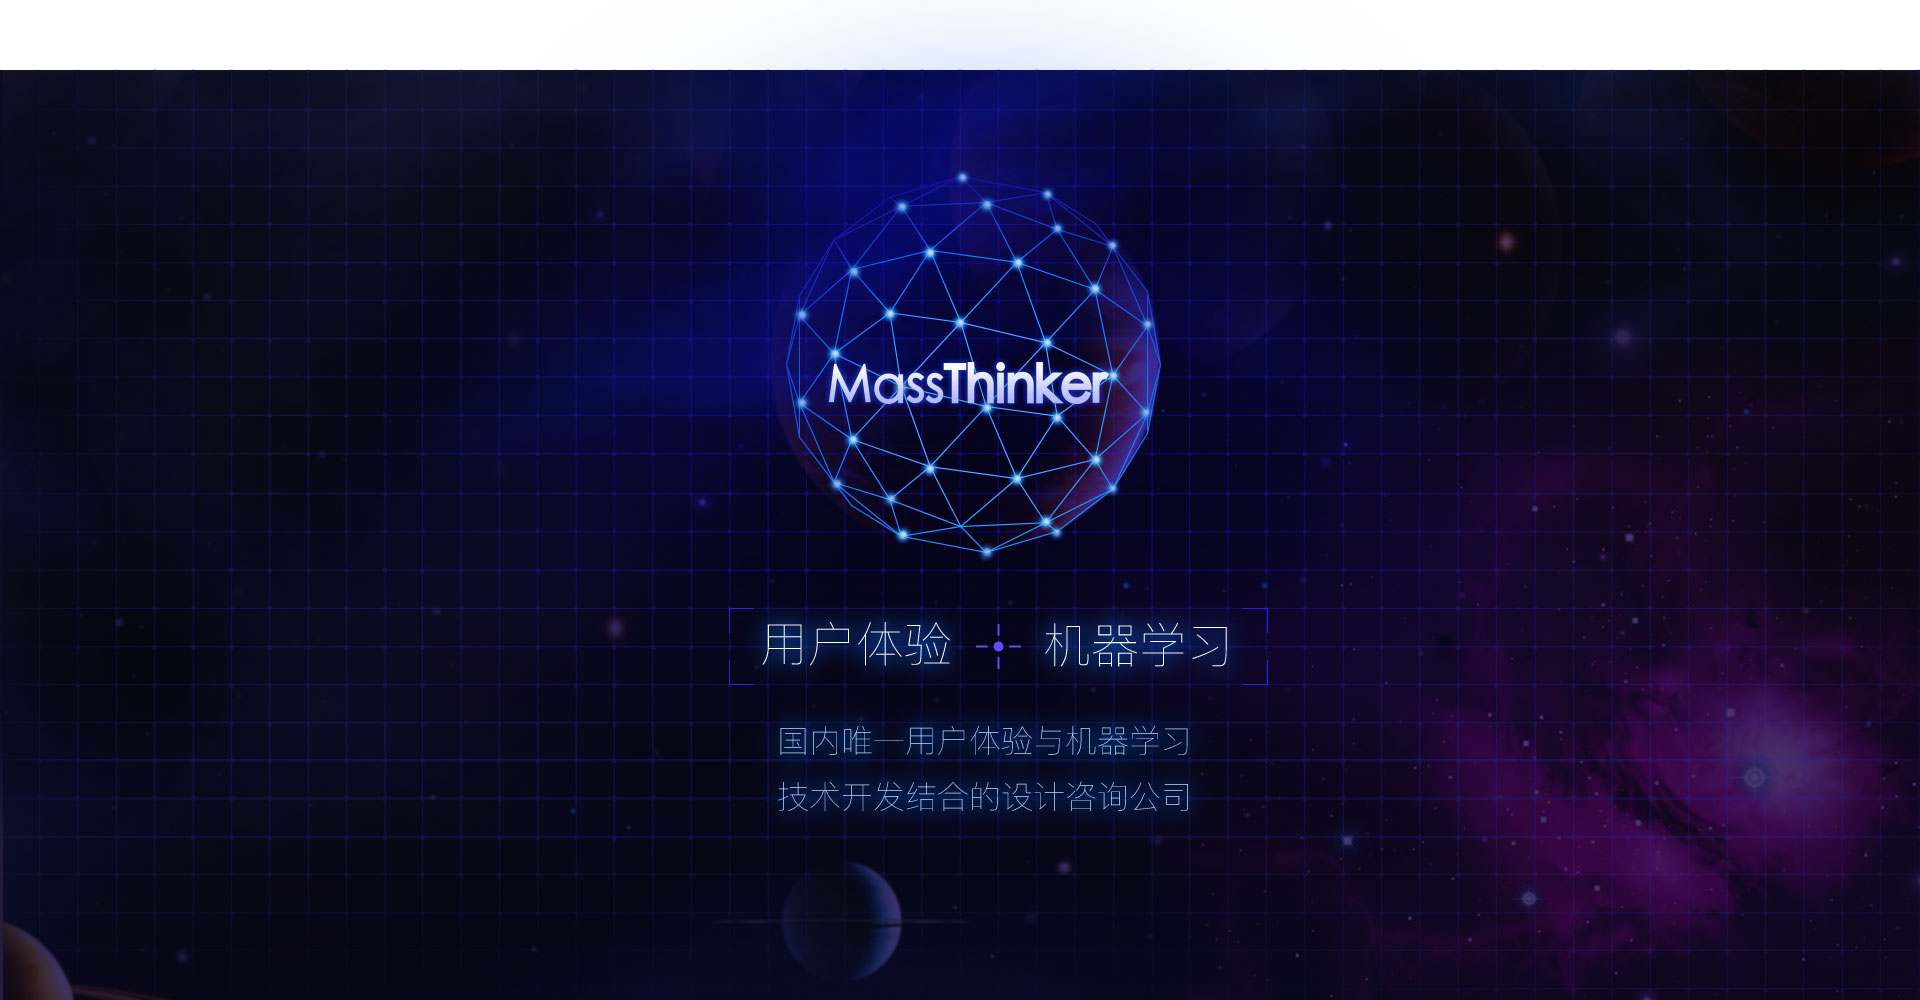 MassThinker
用户体验 机器学习
国内唯一用户体验与机器学习
技术开发结合的设计咨询公司